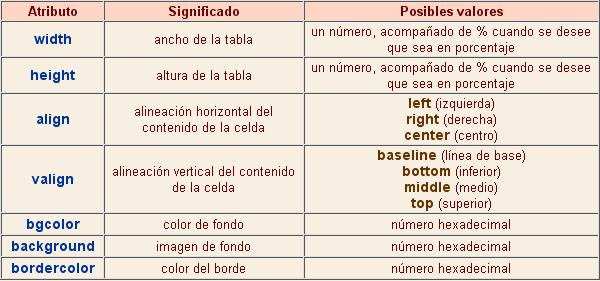 Atributo Significado Posibles valores
width ancho de la tabla un número, acompañado de % cuando se desee
que sea en porcentaje
height altura de la tabla un número, acompañado de % cuando se desee
que sea en porcentaje
align alineación horizontal del
contenido de la celda
left (izquierda)
right (derecha)
center (centro)
valign alineación vertical del contenido
de la celda
baseline (línea de base)
bottom (inferior)
middle (medio)
top (superior)
bgcolor color de fondo número hexadecimal
background imagen de fondo número hexadecimal
bordercolor color del borde número hexadecimal